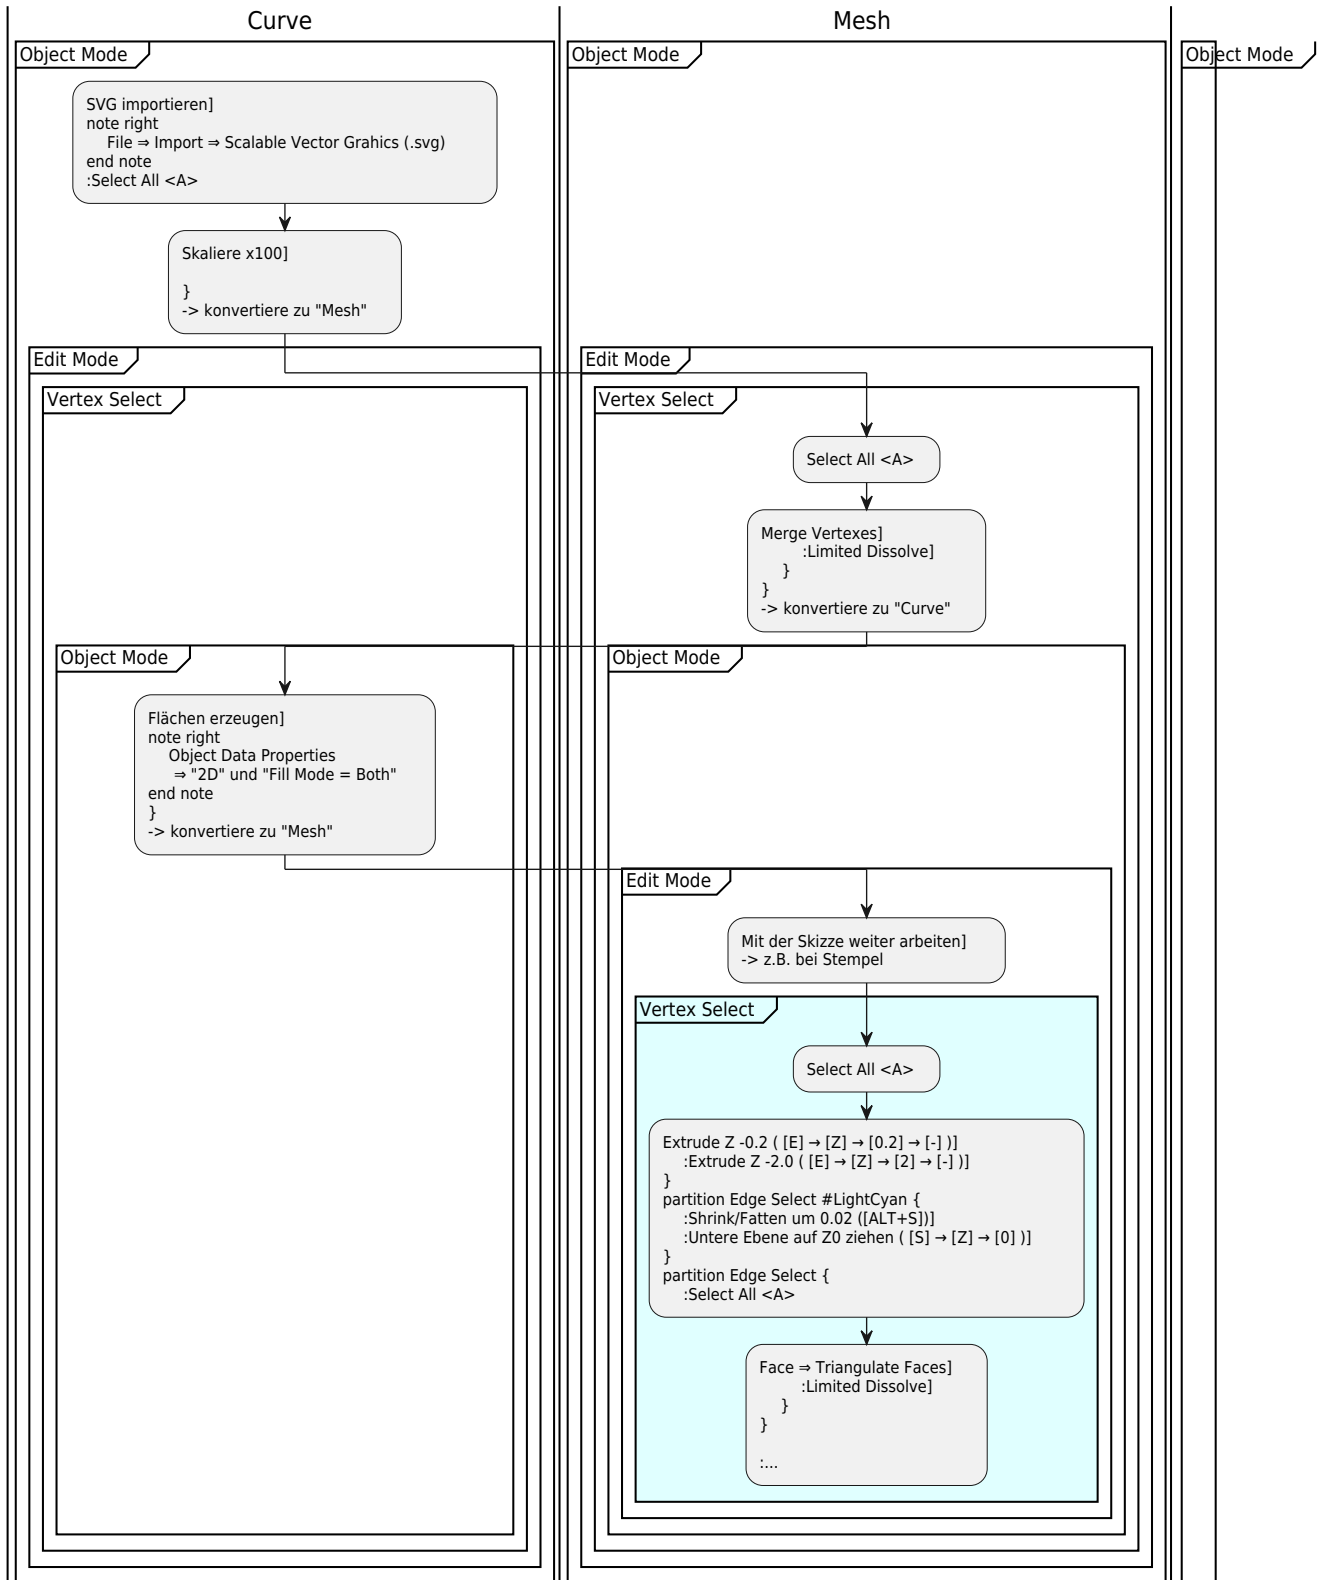 Curve
Mesh
Object Mode
Object Mode
Object Mode
SVG importieren]
note right
File ⇒ Import ⇒ Scalable Vector Grahics (.svg)
end note
:Select All <A>
Skaliere x100]
}
-> konvertiere zu "Mesh"
Edit Mode
Edit Mode
Vertex Select
Vertex Select
Select All <A>
Merge Vertexes]
:Limited Dissolve]
}
}
-> konvertiere zu "Curve"
Object Mode
Object Mode
Flächen erzeugen]
note right
Object Data Properties
⇒ "2D" und "Fill Mode = Both"
end note
}
-> konvertiere zu "Mesh"
Edit Mode
Mit der Skizze weiter arbeiten]
-> z.B. bei Stempel
Vertex Select
Select All <A>
Extrude Z -0.2 ( [E] → [Z] → [0.2] → [-] )]
:Extrude Z -2.0 ( [E] → [Z] → [2] → [-] )]
}
partition Edge Select #LightCyan {
:Shrink/Fatten um 0.02 ([ALT+S])]
:Untere Ebene auf Z0 ziehen ( [S] → [Z] → [0] )]
}
partition Edge Select {
:Select All <A>
Face ⇒ Triangulate Faces]
:Limited Dissolve]
}
}
:...